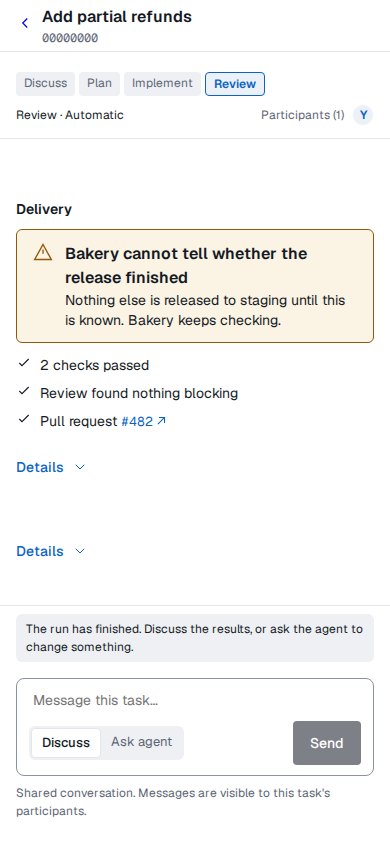 Add partial refunds
00000000
Discuss Plan Implement Review
Review · Automatic Participants (1) Y
Delivery
Bakery cannot tell whether the
release finished
Nothing else is released to staging until this
is known. Bakery keeps checking.
2 checks passed
Review found nothing blocking
Pull request #482
Details
Details
The run has finished. Discuss the results, or ask the agent to
change something.
Message this task...
Discuss Ask agent Send
Shared conversation. Messages are visible to this task's
participants.